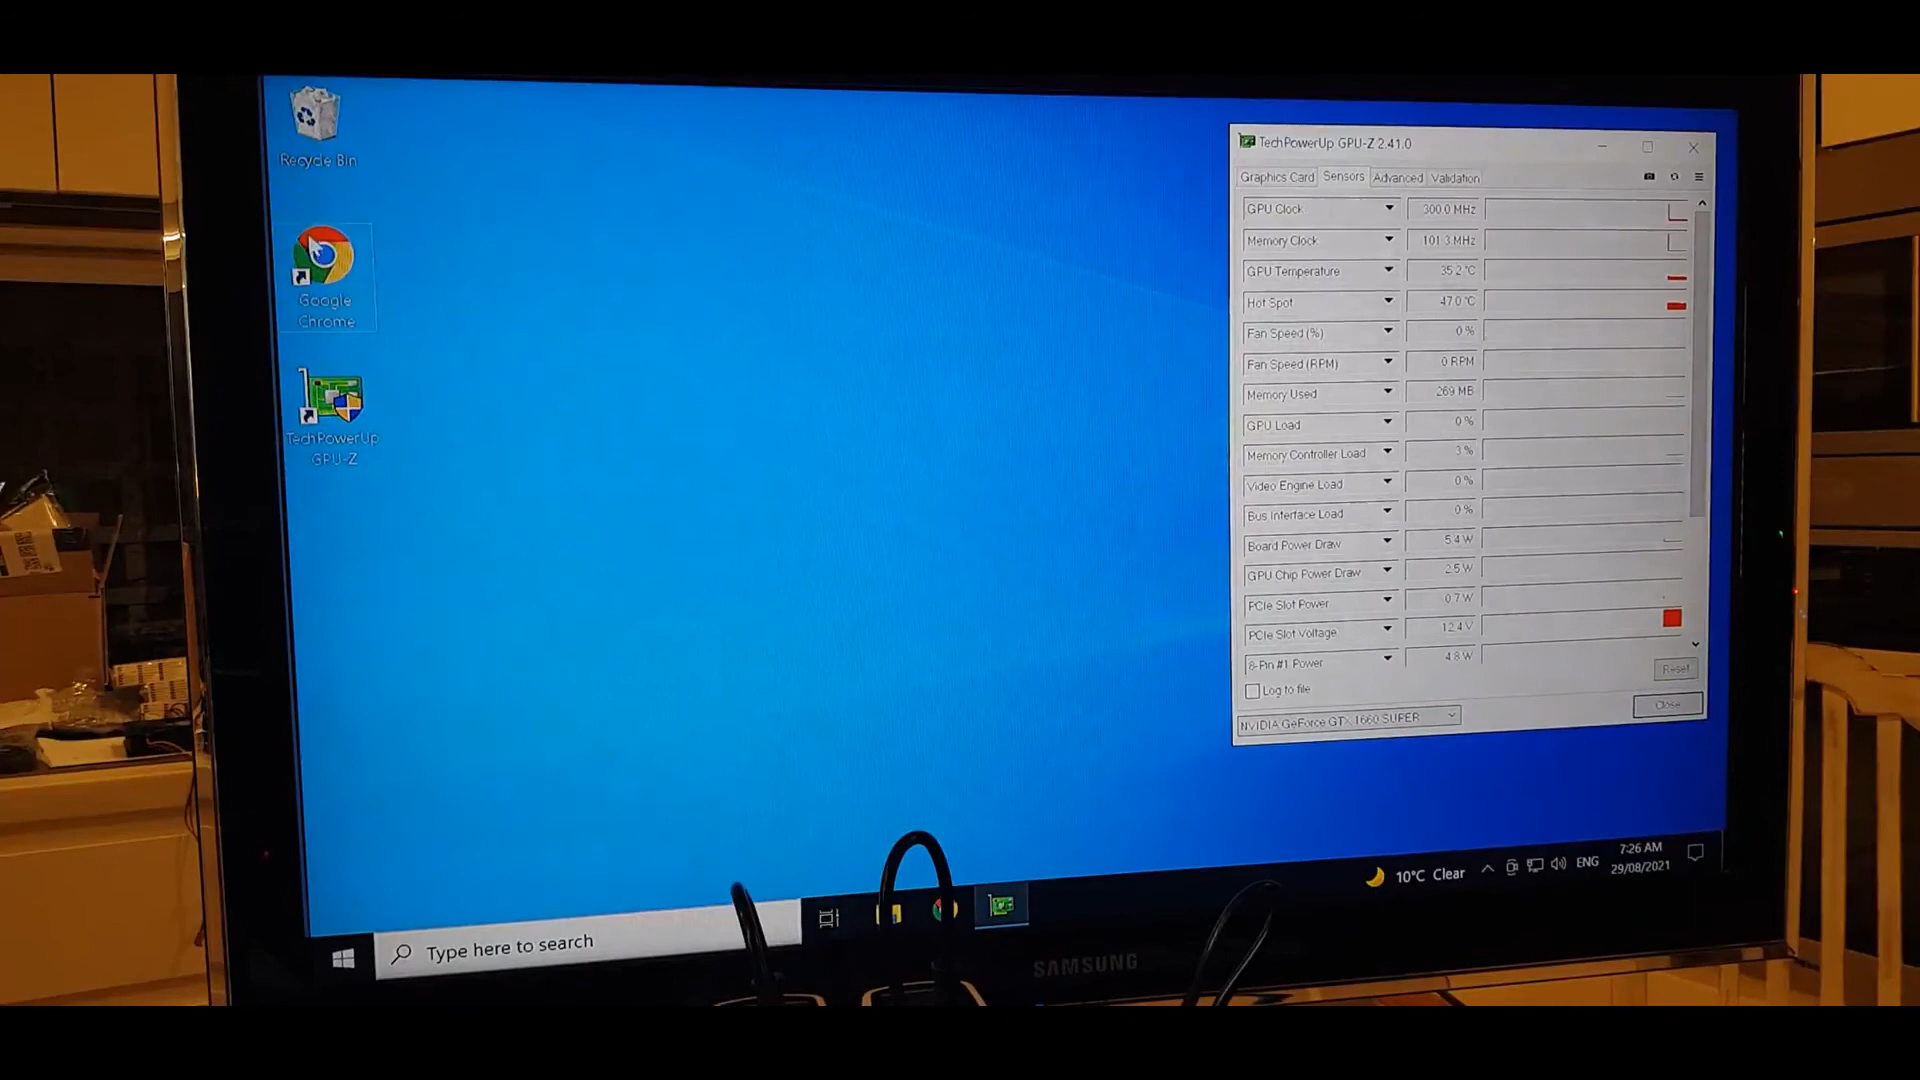 Recycle Bin
Google
Chrome
TechPowerUp
GPU-Z
TechPowerUp GPU-Z 2.41.0
Graphics Card Sensors Advanced Validation
GPU Clock 300.0 MHz
Memory Clock 101.3 MHz
GPU Temperature 35.2 °C
Hot Spot 47.0 °C
Fan Speed (%) 0 %
Fan Speed (RPM) 0 RPM
Memory Used 269 MB
GPU Load 0 %
Memory Controller Load 3 %
Video Engine Load 0 %
Bus Interface Load 0 %
Board Power Draw 5.4 W
GPU Chip Power Draw 2.5 W
PCIe Slot Power 0.7 W
PCIe Slot Voltage 12.4 V
8-Pin #1 Power 4.8 W
Reset
Log to file
NVIDIA GeForce GTX 1660 SUPER
Close
10°C Clear
ENG
7:26 AM
29/08/2021
Type here to search
SAMSUNG